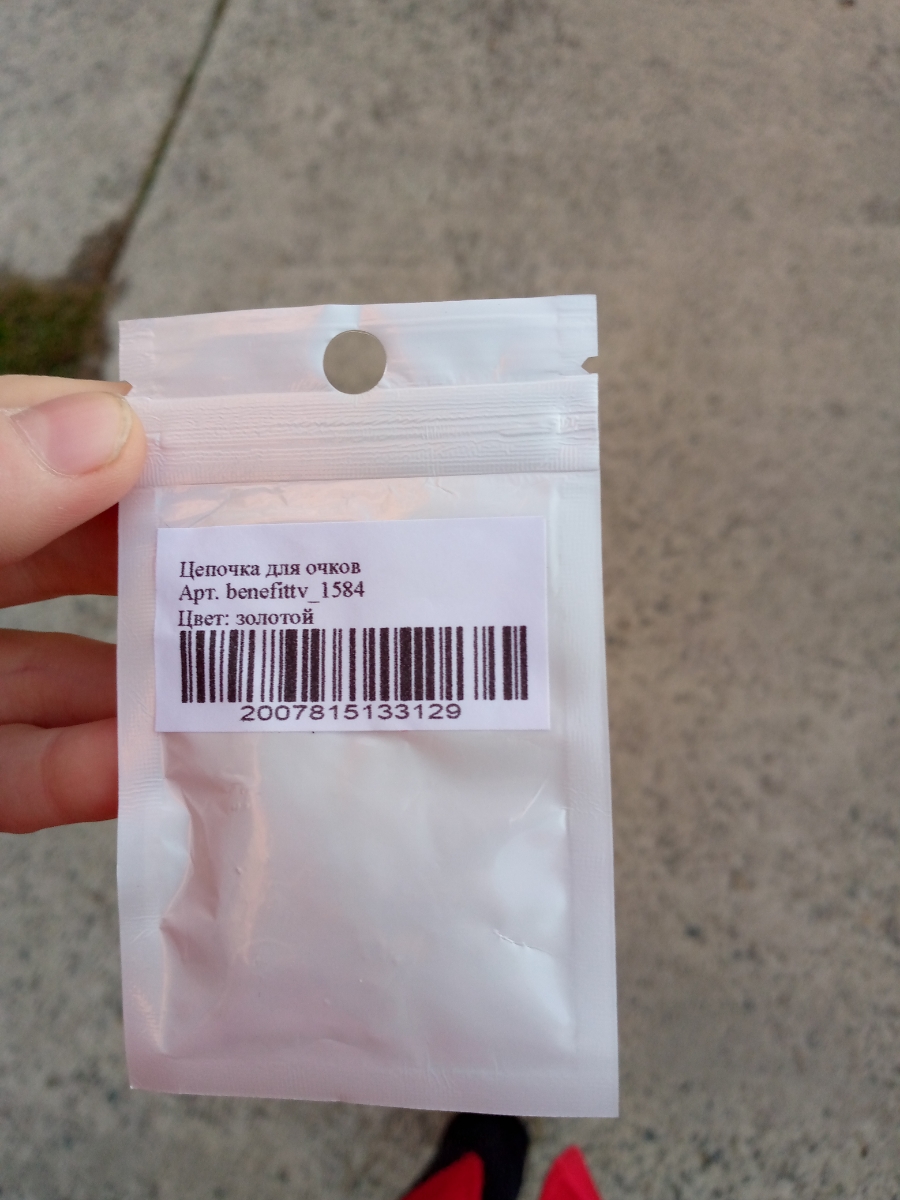 Цепочка для очков
Арт. benefittv_1584
Цвет: золотой
2007815133129